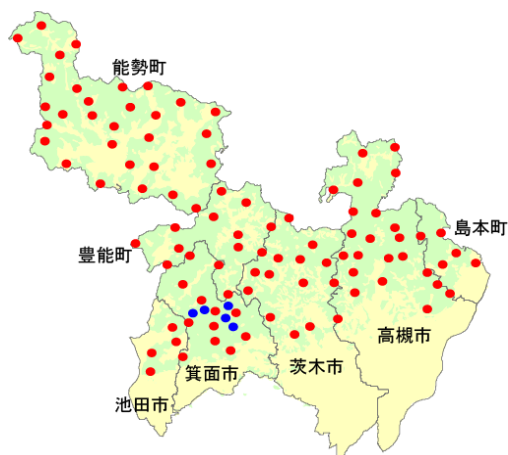 能勢町
島本町
豊能町
高槻市
茨木市
箕面市
池田市